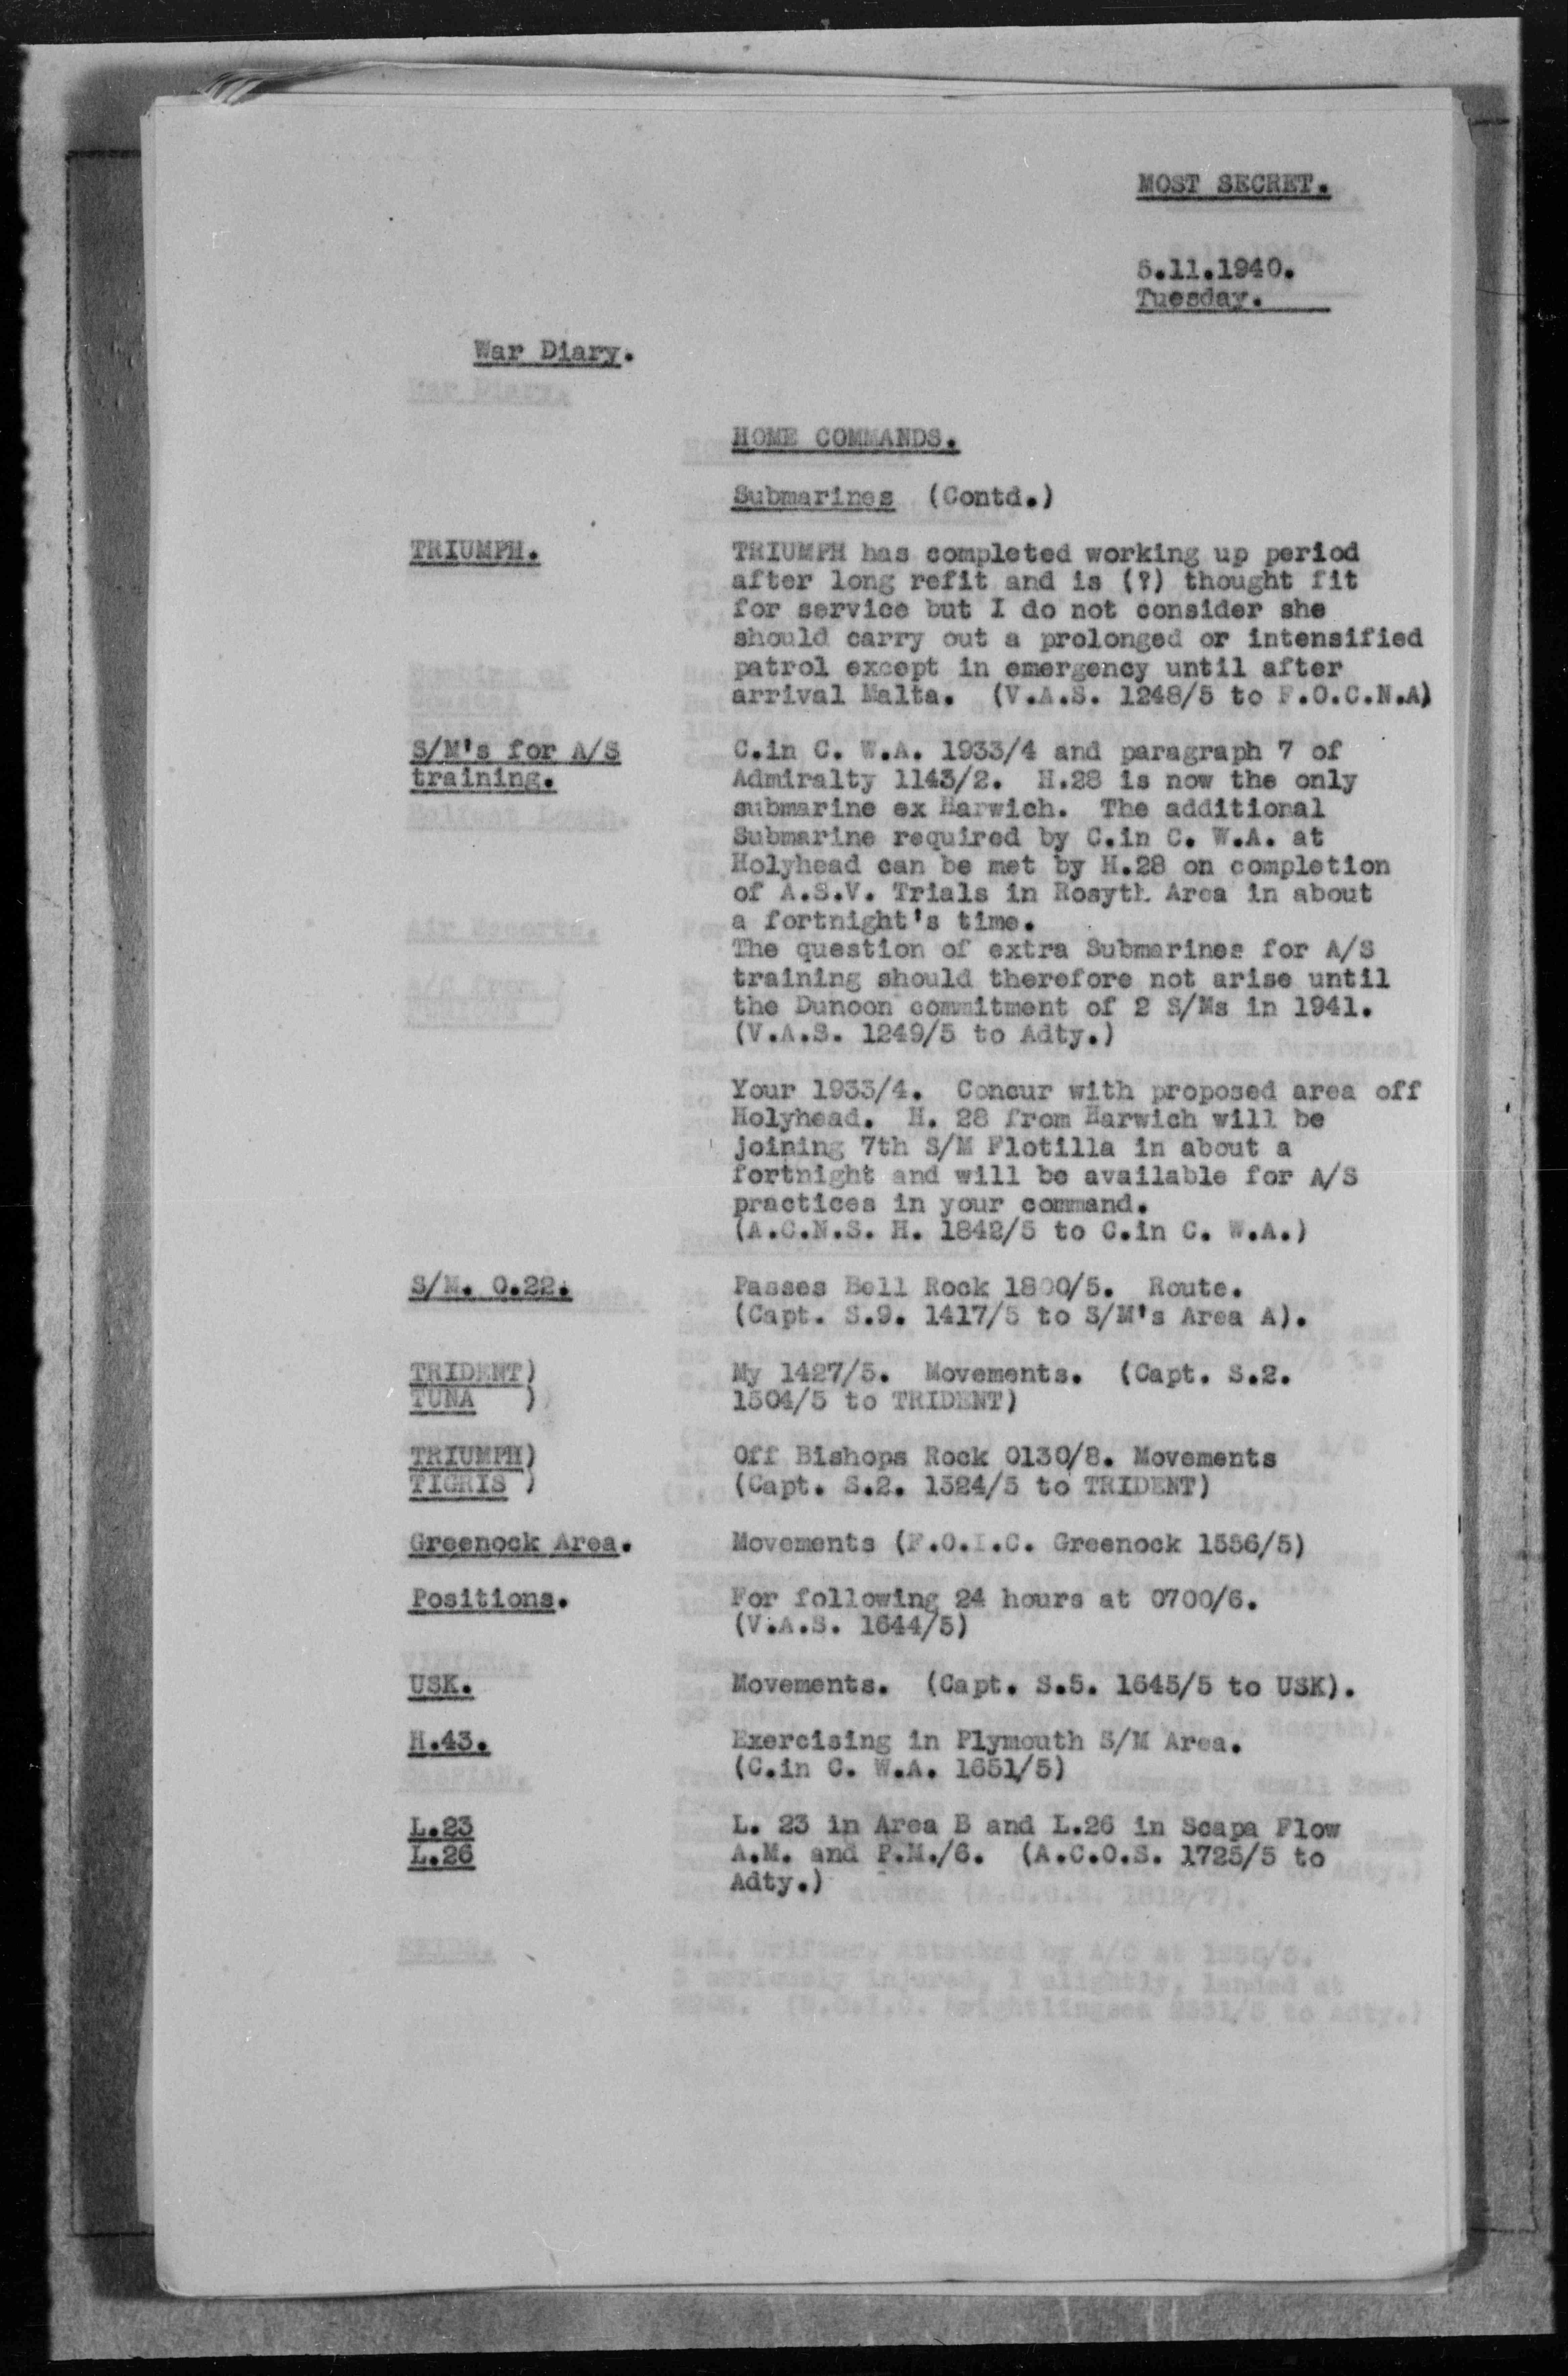 MOST SECRET.
5.11.1940.
Tuesday.
War Diary.
HOME COMMANDS.
Submarines (Contd.)
TRIUMPH. TRIUMPH has completed working up period
after long refit and is (?) thought fit
for service but I do not consider she
should carry out a prolonged or intensified
patrol except in emergency until after
arrival Malta. (V.A.S. 1248/5 to F.O.C.N.A)
S/M's for A/S C.in C. W.A. 1933/4 and paragraph 7 of
training. Admiralty 1143/2. H.28 is now the only
submarine ex Harwich. The additional
Submarine required by C.in C. W.A. at
Holyhead can be met by H.28 on completion
of A.S.V. Trials in Rosyth Area in about
a fortnight's time.
The question of extra Submarines for A/S
training should therefore not arise until
the Dunoon commitment of 2 S/Ms in 1941.
(V.A.S. 1249/5 to Adty.)
Your 1933/4. Concur with proposed area off
Holyhead. H. 28 from Harwich will be
joining 7th S/M Flotilla in about a
fortnight and will be available for A/S
practices in your command.
(A.C.N.S. H. 1842/5 to C.in C. W.A.)
S/M. O.22. Passes Bell Rock 1800/5. Route.
(Capt. S.9. 1417/5 to S/M's Area A).
TRIDENT) My 1427/5. Movements. (Capt. S.2.
TUNA ) 1504/5 to TRIDENT)
TRIUMPH) Off Bishops Rock 0130/8. Movements
TIGRIS ) (Capt. S.2. 1524/5 to TRIDENT)
Greenock Area. Movements (F.O.I.C. Greenock 1556/5)
Positions. For following 24 hours at 0700/6.
(V.A.S. 1644/5)
USK. Movements. (Capt. S.5. 1645/5 to USK).
H.43. Exercising in Plymouth S/M Area.
(C.in C. W.A. 1651/5)
L.23 L. 23 in Area B and L.26 in Scapa Flow
L.26 A.M. and P.M./6. (A.C.O.S. 1725/5 to
Adty.)